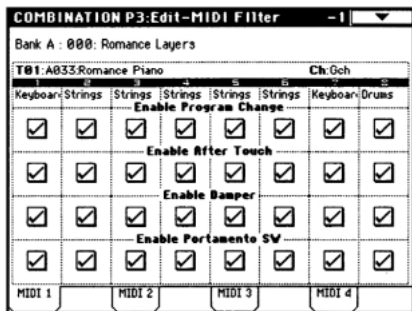 COMBINATION P3:Edit-MIDI Filter -1
Bank A : 000: Romance Layers
T01:A033:Romance Piano Ch:Gch
1 2 3 4 5 6 7 8
Keyboar Strings Strings Strings Strings Strings Keyboar Drums
Enable Program Change
Enable After Touch
Enable Damper
Enable Portamento SW
MIDI 1 MIDI 2 MIDI 3 MIDI 4